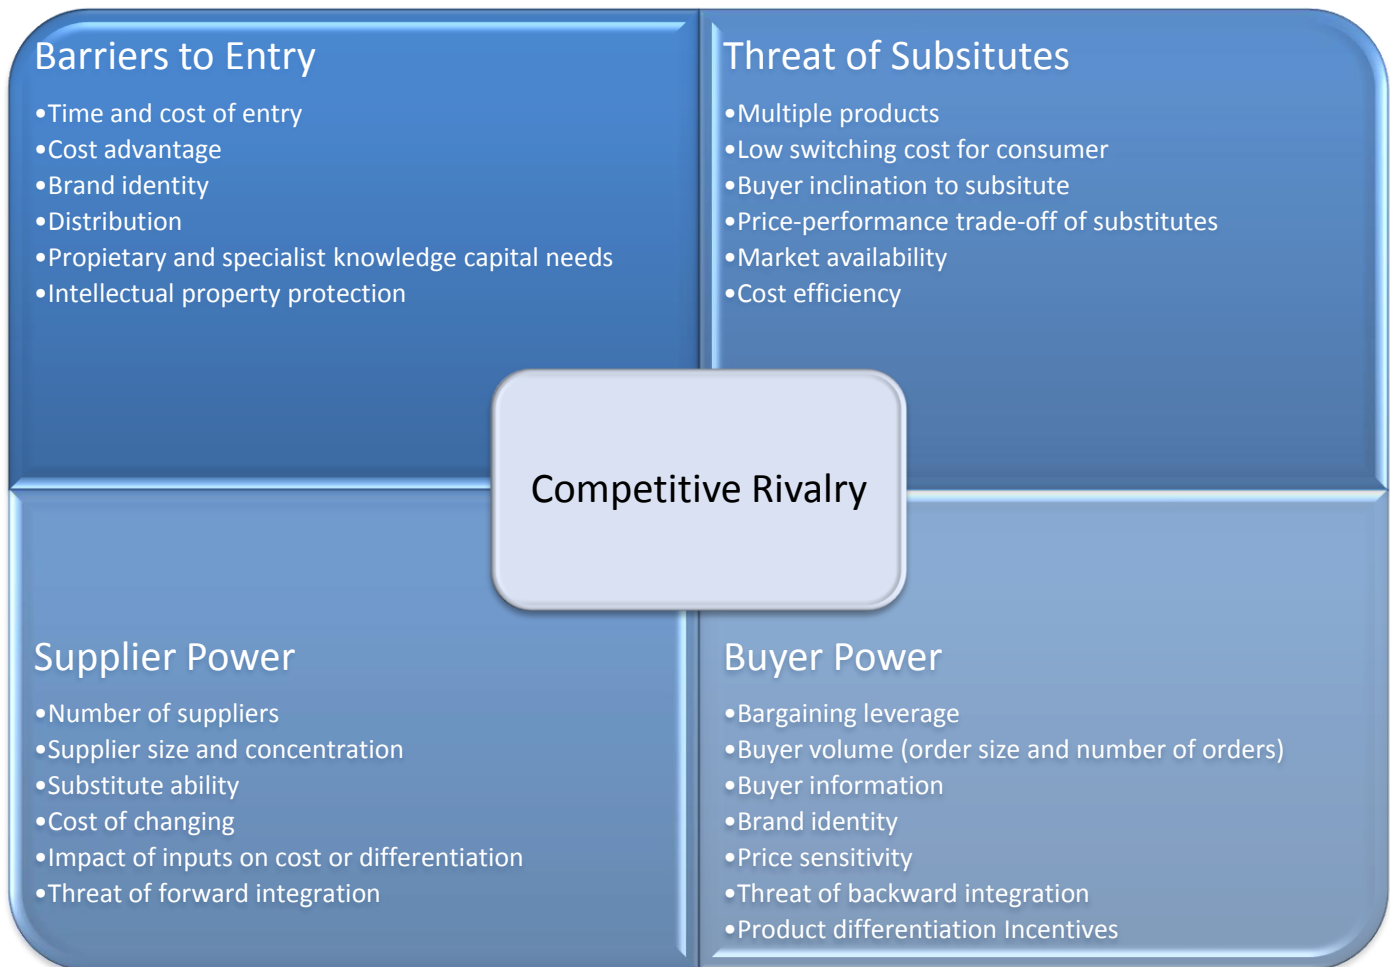 Barriers to Entry
•Time and cost of entry
•Cost advantage
•Brand identity
•Distribution
•Propietary and specialist knowledge capital needs
•Intellectual property protection
Threat of Subsitutes
•Multiple products
•Low switching cost for consumer
•Buyer inclination to subsitute
•Price-performance trade-off of substitutes
•Market availability
•Cost efficiency
Competitive Rivalry
Supplier Power
•Number of suppliers
•Supplier size and concentration
•Substitute ability
•Cost of changing
•Impact of inputs on cost or differentiation
•Threat of forward integration
Buyer Power
•Bargaining leverage
•Buyer volume (order size and number of orders)
•Buyer information
•Brand identity
•Price sensitivity
•Threat of backward integration
•Product differentiation Incentives